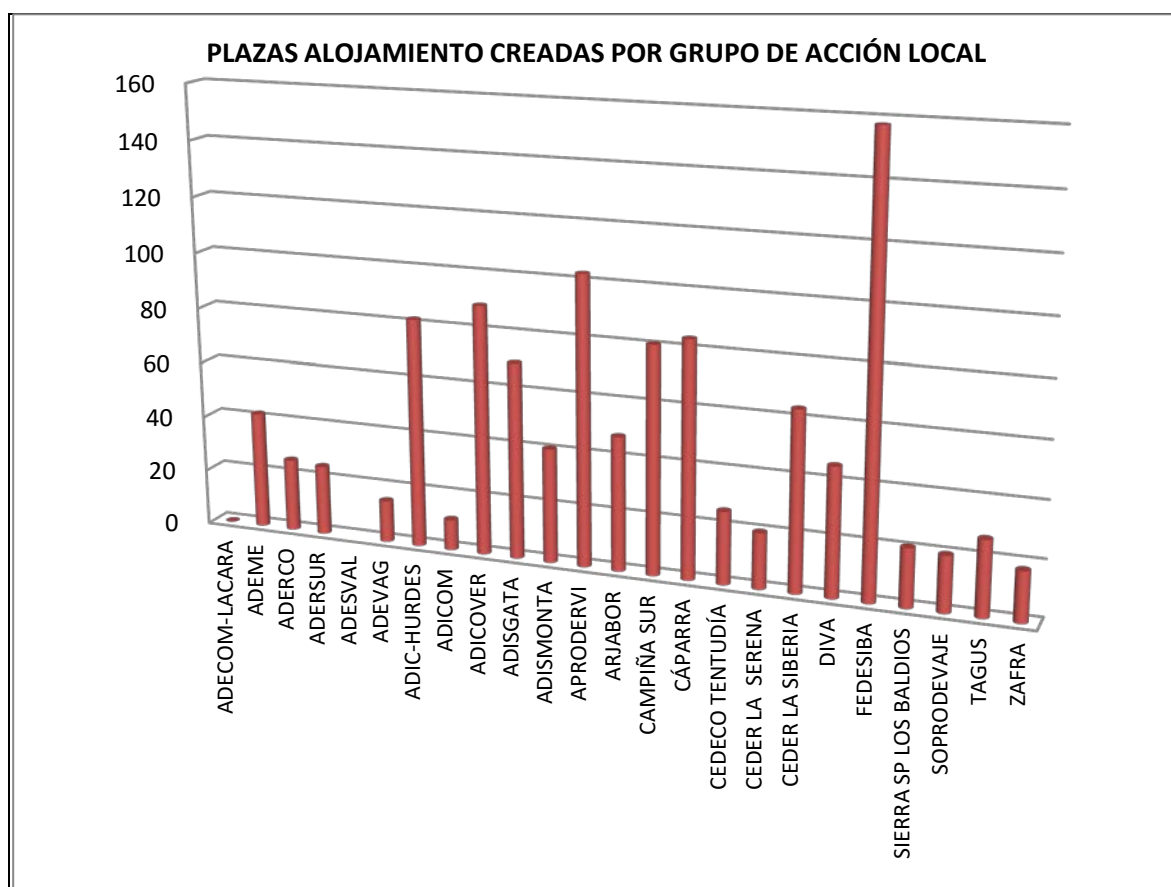 PLAZAS ALOJAMIENTO CREADAS POR GRUPO DE ACCIÓN LOCAL
160
140
120
100
80
60
40
20
0
ADECOM-LACARA
ADEME
ADERCO
ADERSUR
ADESVAL
ADEVAG
ADIC-HURDES
ADICOM
ADICOVER
ADISGATA
ADISMONTA
APRODERVI
ARJABOR
CAMPIÑA SUR
CÁPARRA
CEDECO TENTUDÍA
CEDER LA SERENA
CEDER LA SIBERIA
DIVA
FEDESIBA
SIERRA SP LOS BALDIOS
SOPRODEVAJE
TAGUS
ZAFRA